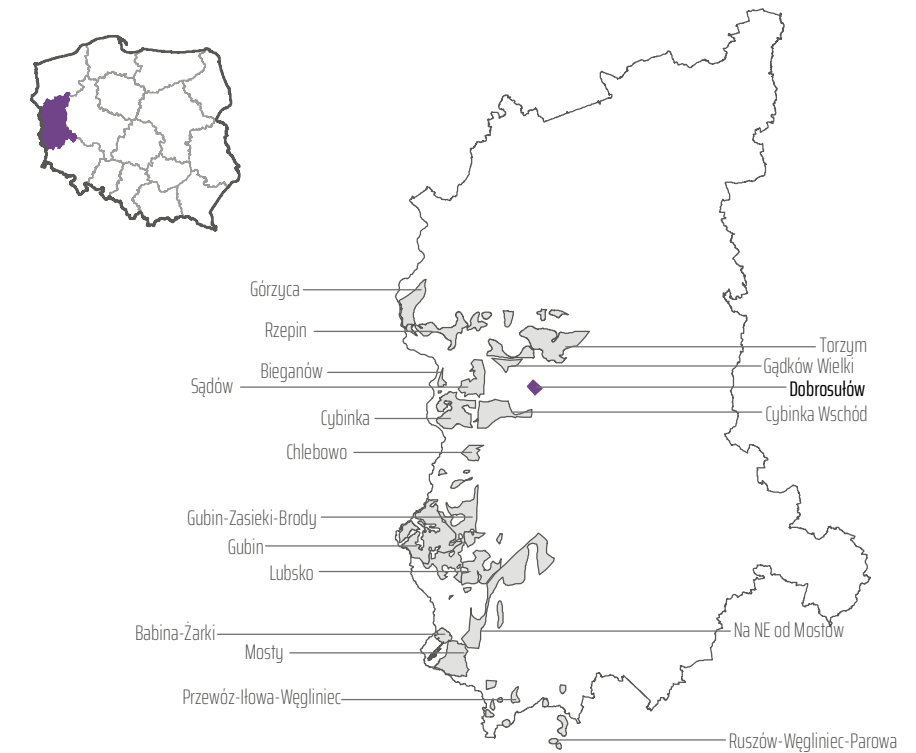 Górzyca
Rzepin
Torzym
Gądków Wielki
Bieganów
Sądów
Dobrosułów
Cybinka Wschód
Cybinka
Chlebowo
Gubin-Zasieki-Brody
Gubin
Lubsko
Babina-Żarki
Na NE od Mostów
Mosty
Przewóz-Iłowa-Węgliniec
Ruszów-Węgliniec-Parowa